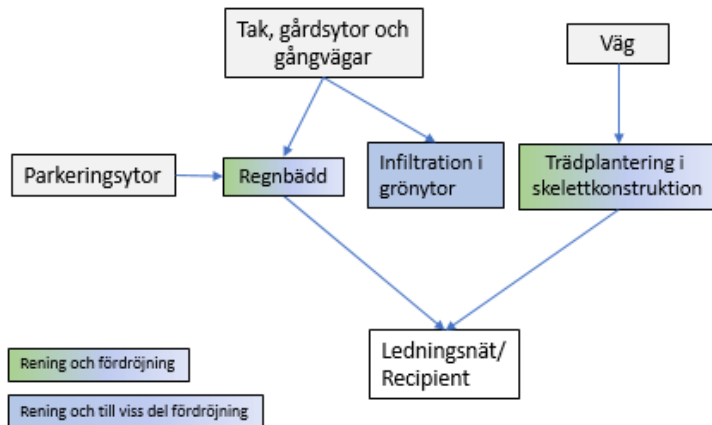 Tak, gårdsytor och
gångvägar
Väg
Parkeringsytor
Regnbädd
Infiltration i
grönytor
Trädplantering i
skelettkonstruktion
Ledningsnät/
Recipient
Rening och fördröjning
Rening och till viss del fördröjning